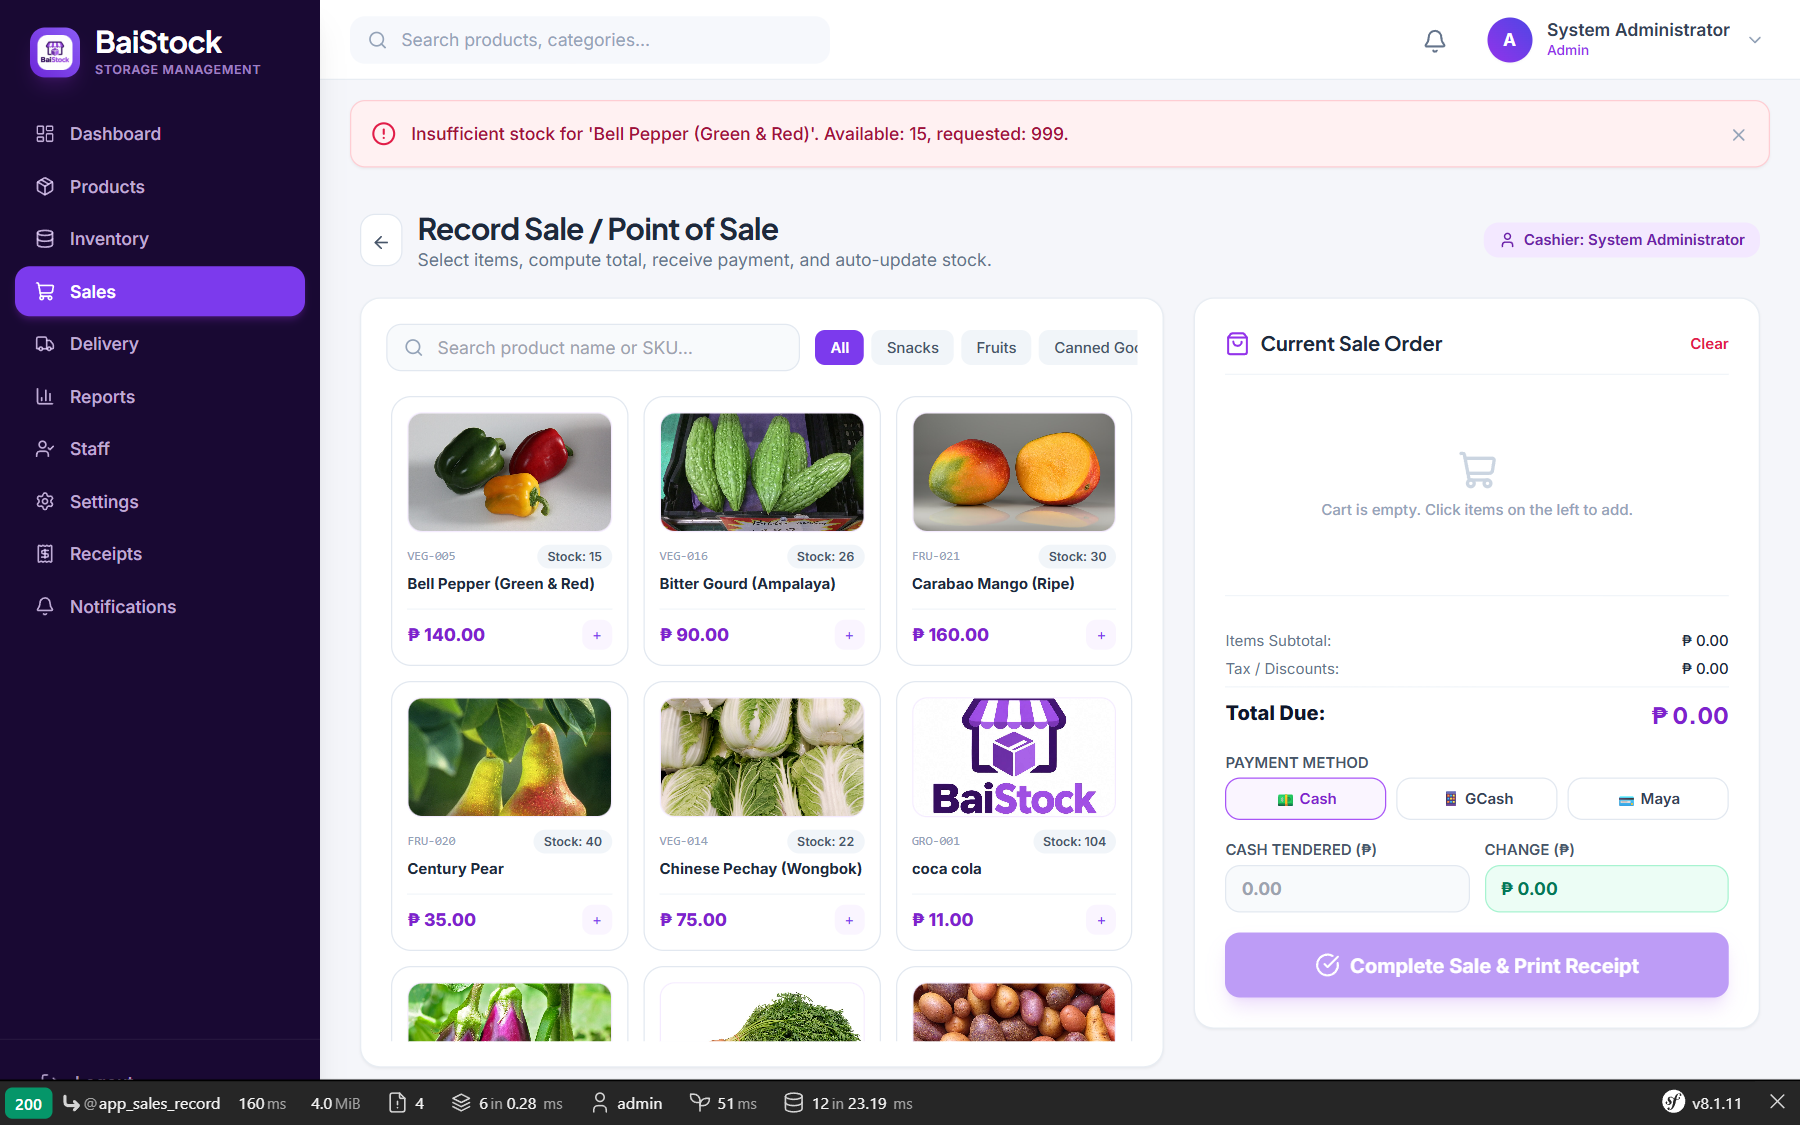 BaiStock
BaiStock
STORAGE MANAGEMENT
Search products, categories...
A
System Administrator
Admin
Dashboard
Products
Inventory
Sales
Delivery
Reports
Staff
Settings
Receipts
Notifications
Insufficient stock for 'Bell Pepper (Green & Red)'. Available: 15, requested: 999.
Record Sale / Point of Sale
Select items, compute total, receive payment, and auto-update stock.
Cashier: System Administrator
Search product name or SKU...
All
Snacks
Fruits
Canned Goo
VEG-005
Stock: 15
Bell Pepper (Green & Red)
₱ 140.00
+
VEG-016
Stock: 26
Bitter Gourd (Ampalaya)
₱ 90.00
+
FRU-021
Stock: 30
Carabao Mango (Ripe)
₱ 160.00
+
FRU-020
Stock: 40
Century Pear
₱ 35.00
+
VEG-014
Stock: 22
Chinese Pechay (Wongbok)
₱ 75.00
+
BaiStock
GRO-001
Stock: 104
coca cola
₱ 11.00
+
Current Sale Order
Clear
Cart is empty. Click items on the left to add.
Items Subtotal:
₱ 0.00
Tax / Discounts:
₱ 0.00
Total Due:
₱ 0.00
PAYMENT METHOD
Cash
GCash
Maya
CASH TENDERED (₱)
CHANGE (₱)
0.00
₱ 0.00
Complete Sale & Print Receipt
200
@app_sales_record
160 ms
4.0 MiB
4
6 in 0.28 ms
admin
51 ms
12 in 23.19 ms
sf
v8.1.11